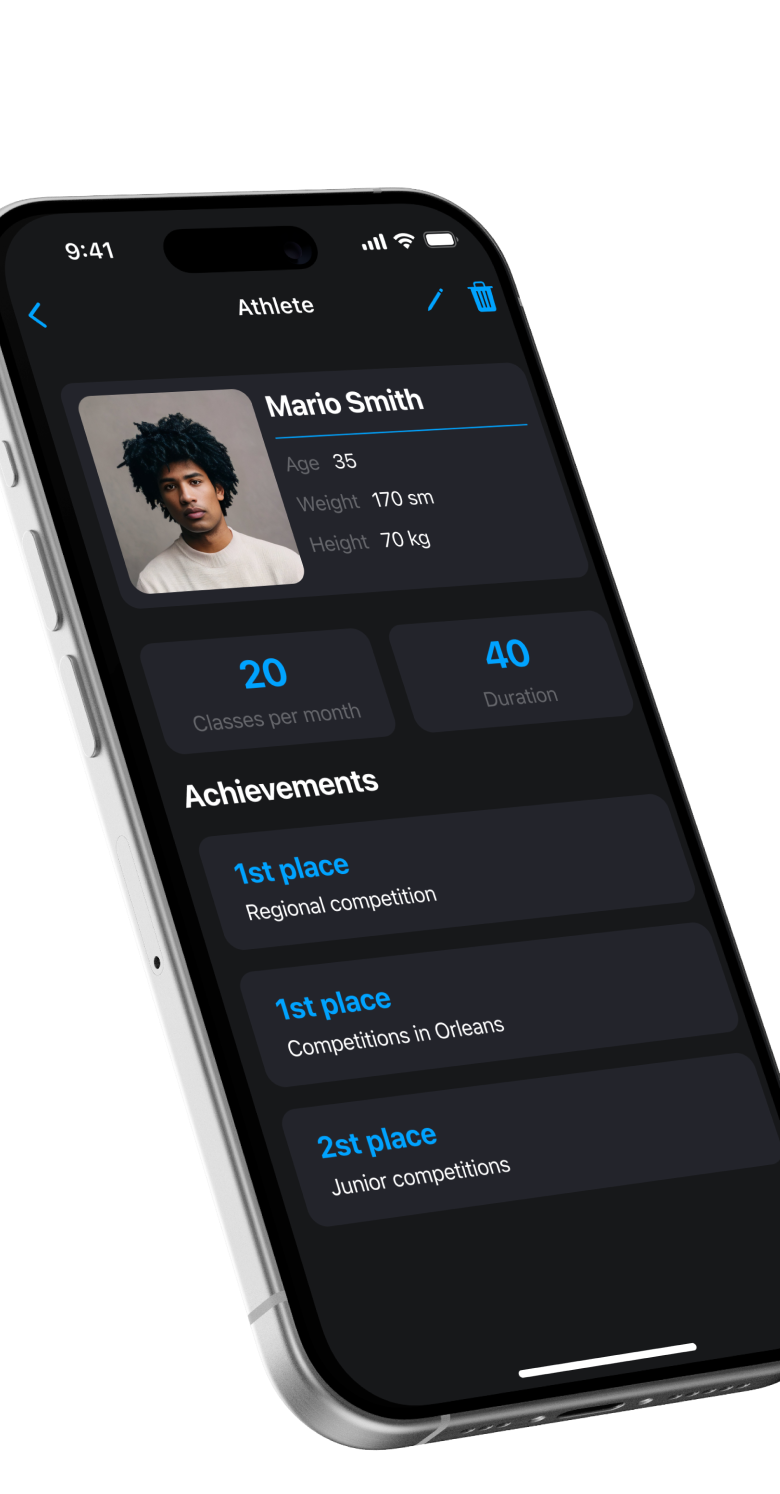 9:41
Athlete
Mario Smith
Age 35
Weight 170 sm
Height 70 kg
20
Classes per month
40
Duration
Achievements
1st place
Regional competition
1st place
Competitions in Orleans
2st place
Junior competitions